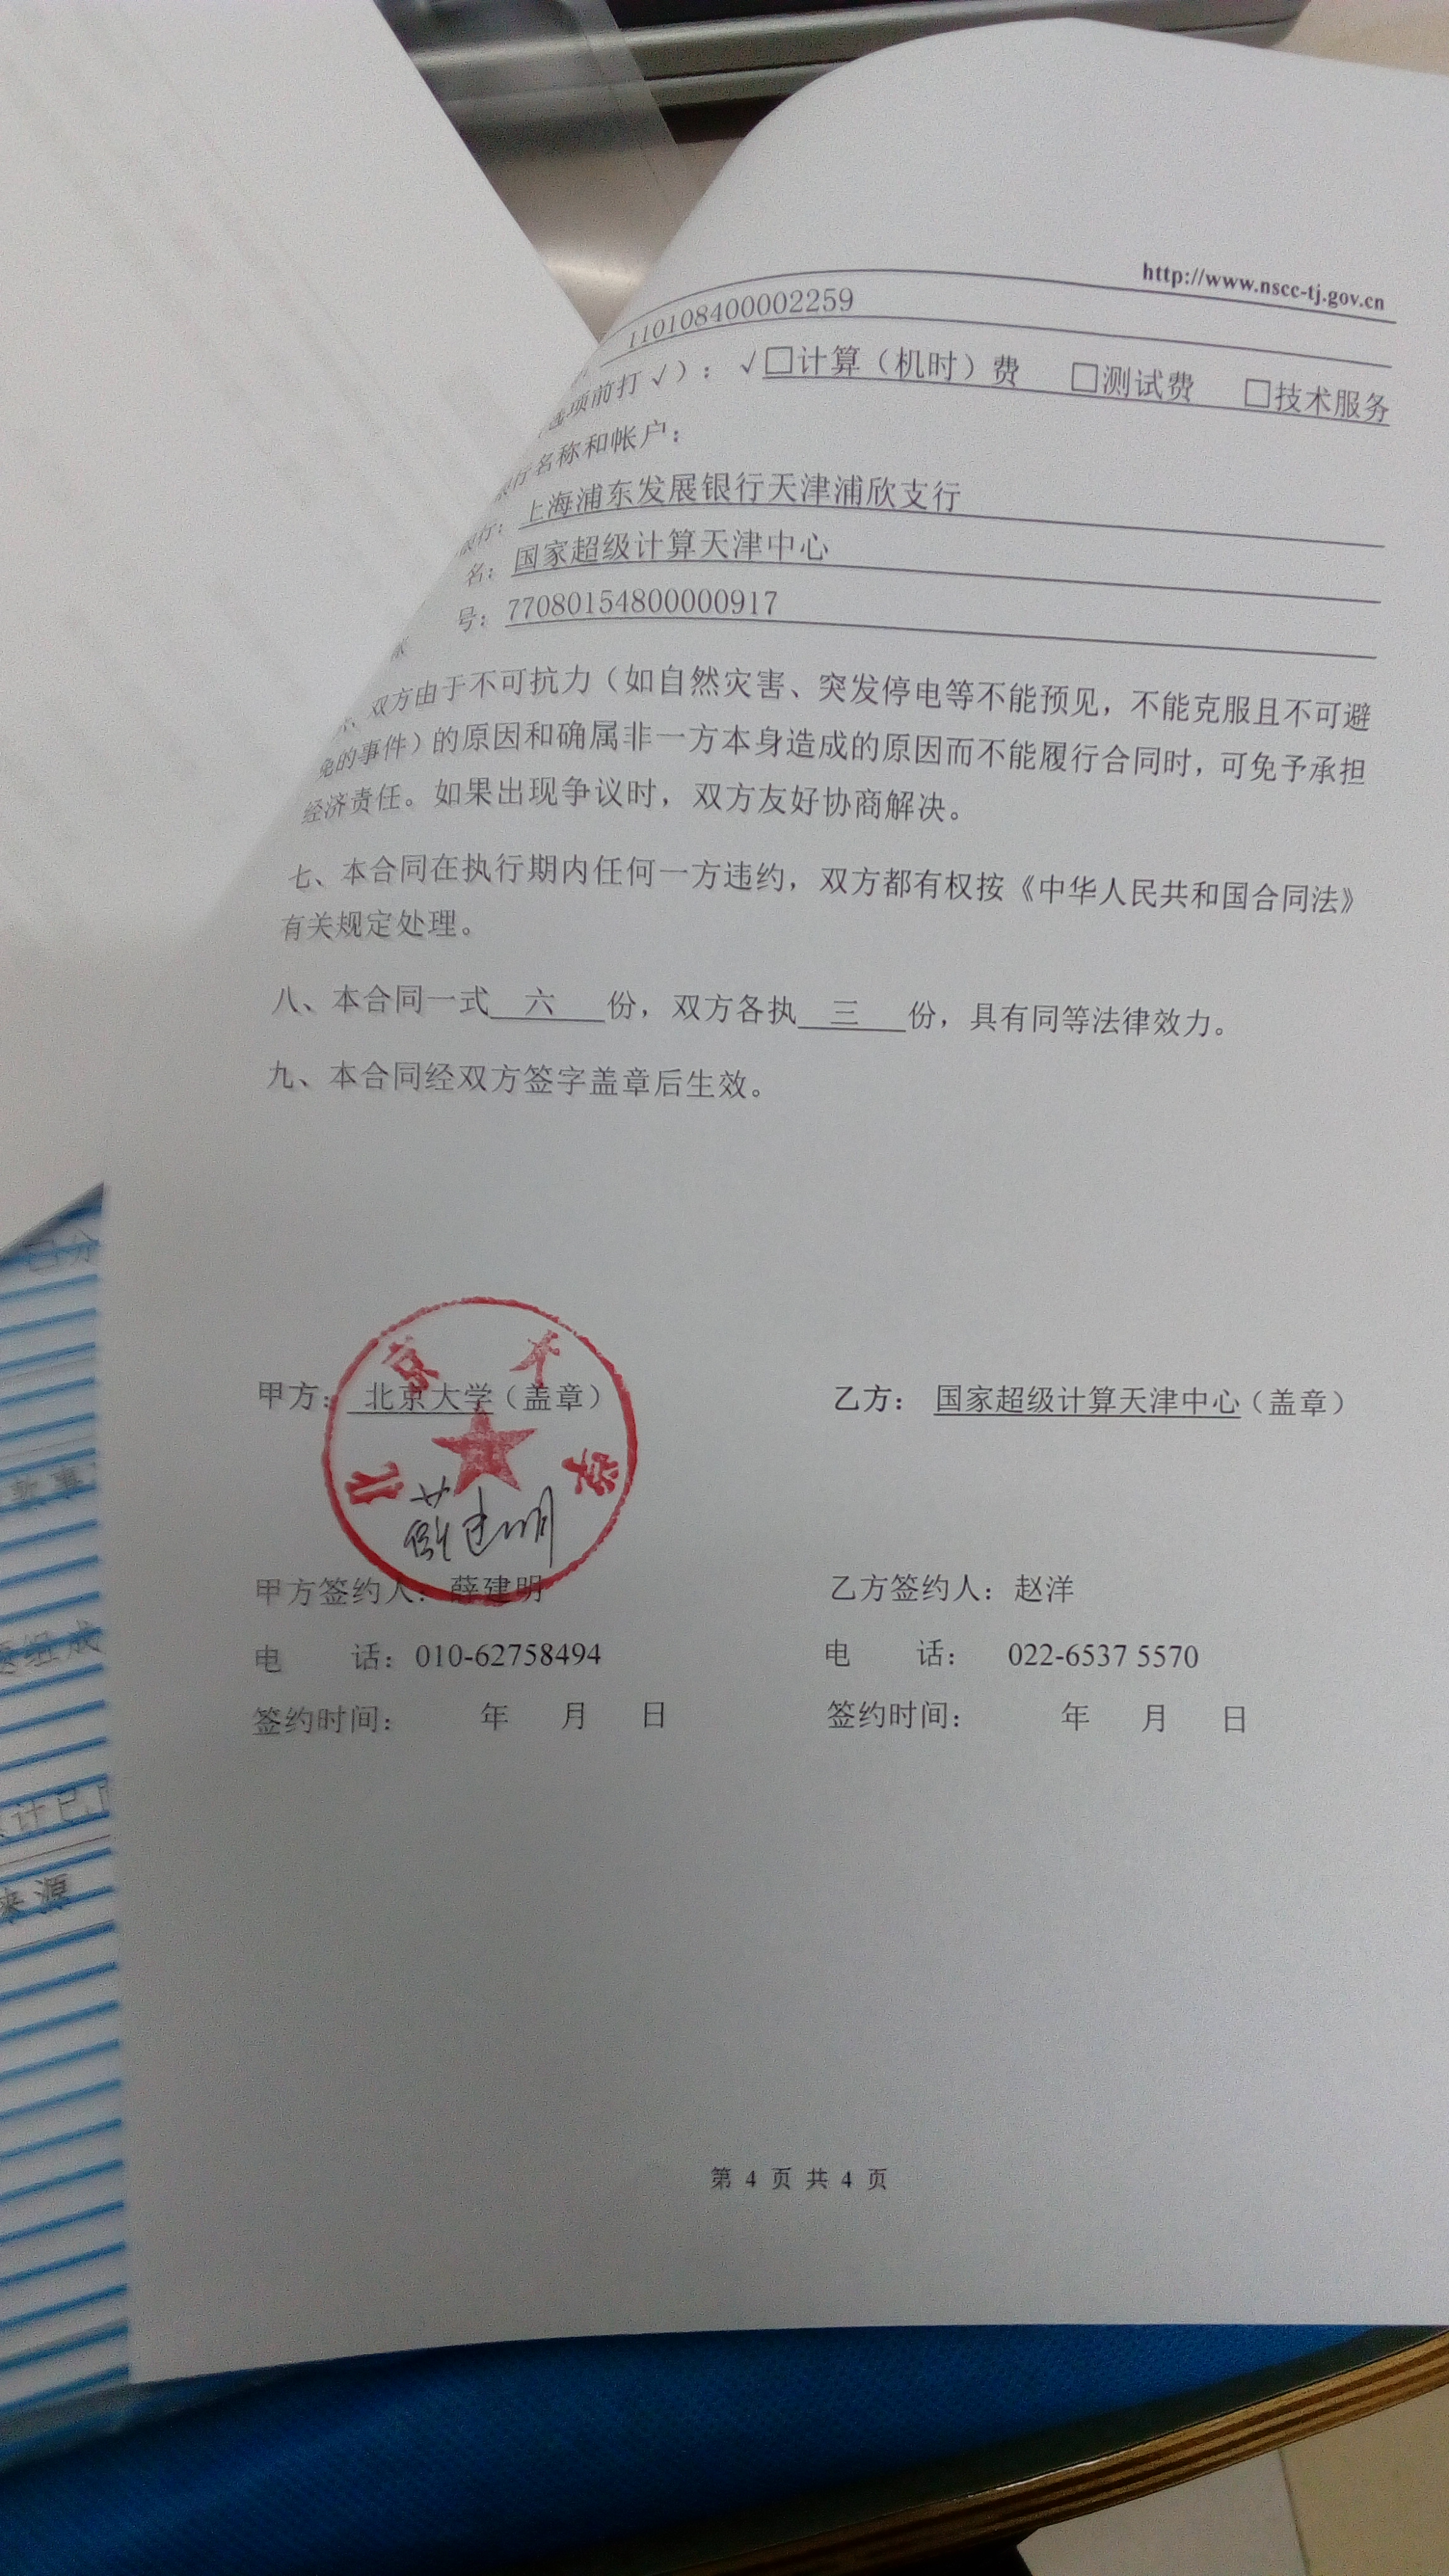 http://www.nscc-tj.gov.cn
110108400002259
选项前打√）：√□计算（机时）费 □测试费 □技术服务
银行名称和帐户：
银行：上海浦东发展银行天津浦欣支行
名：国家超级计算天津中心
号：77080154800000917
双方由于不可抗力（如自然灾害、突发停电等不能预见，不能克服且不可避
免的事件）的原因和确属非一方本身造成的原因而不能履行合同时，可免予承担
经济责任。如果出现争议时，双方友好协商解决。
七、本合同在执行期内任何一方违约，双方都有权按《中华人民共和国合同法》
有关规定处理。
八、本合同一式 六 份，双方各执 三 份，具有同等法律效力。
九、本合同经双方签字盖章后生效。
北京大学
甲方：北京大学（盖章） 乙方：国家超级计算天津中心（盖章）
薛建明
甲方签约人：薛建明 乙方签约人：赵洋
电 话：010-62758494 电 话：022-6537 5570
签约时间： 年 月 日 签约时间： 年 月 日
第 4 页 共 4 页
组成
计已
来源